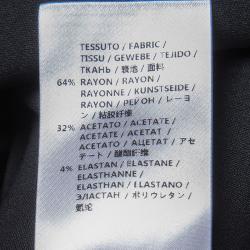 TESSUTO / FABRIC /
TISSU / GEWEBE / TEJIDO /
ТКАНЬ / 表地 / 面料
64% RAYON / RAYON /
RAYONNE / KUNSTSEIDE /
RAYON / РЕЙОН / レーヨ
ン / 粘胶纤维
32% ACETATO / ACETATE /
ACETATE / ACETAT /
ACETATO / АЦЕТАТ / アセ
テート / 醋酯纤维
4% ELASTAN / ELASTANE /
ELASTHANNE /
ELASTHAN / ELASTANO /
ЭЛАСТАН / ポリウレタン /
氨纶